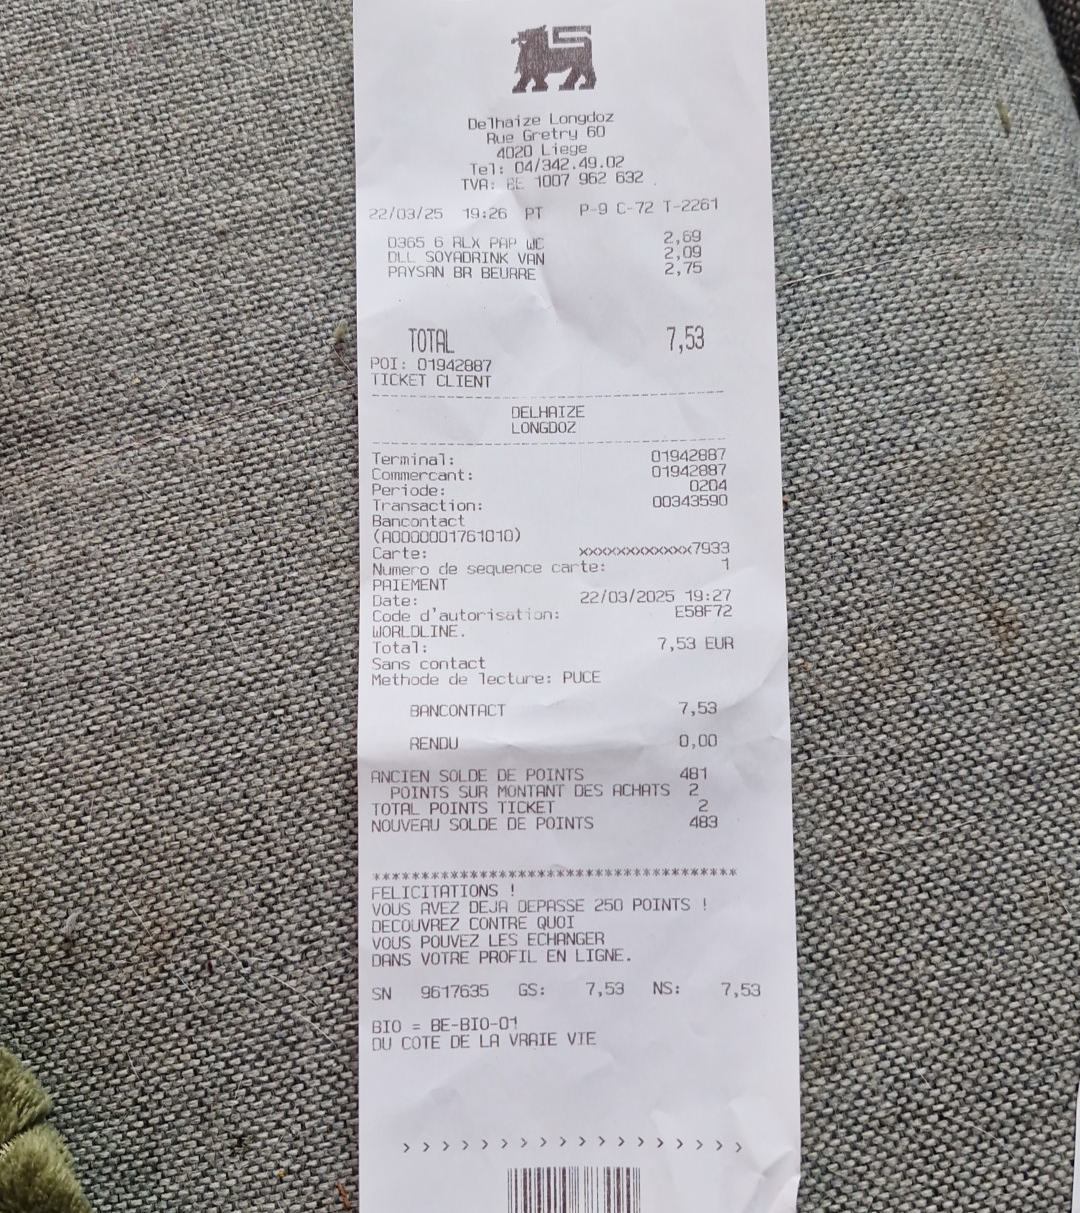 Delhaize Longdoz
Rue Gretry 60
4020 Liege
Tel: 04/342.49.02
TVA: BE 1007 962 632
22/03/25 19:26 PT P-9 C-72 T-2261
D365 6 RLX PAP WC 2,69
DLL SOYADRINK VAN 2,09
PAYSAN BR BEURRE 2,75
TOTAL 7,53
POI: 01942887
TICKET CLIENT
DELHAIZE
LONGDOZ
Terminal: 01942887
Commercant: 01942887
Periode: 0204
Transaction: 00343590
Bancontact
(A0000001761010)
Carte: xxxxxxxxxxxxx7933
Numero de sequence carte: 1
PAIEMENT
Date: 22/03/2025 19:27
Code d'autorisation: E58F72
WORLDLINE.
Total: 7,53 EUR
Sans contact
Methode de lecture: PUCE
BANCONTACT 7,53
RENDU 0,00
ANCIEN SOLDE DE POINTS 481
POINTS SUR MONTANT DES ACHATS 2
TOTAL POINTS TICKET 2
NOUVEAU SOLDE DE POINTS 483
**************************************
FELICITATIONS !
VOUS AVEZ DEJA DEPASSE 250 POINTS !
DECOUVREZ CONTRE QUOI
VOUS POUVEZ LES ECHANGER
DANS VOTRE PROFIL EN LIGNE.
SN 9617635 GS: 7,53 NS: 7,53
BIO = BE-BIO-01
DU COTE DE LA VRAIE VIE
> > > > > > > > > > > > > > > > > >